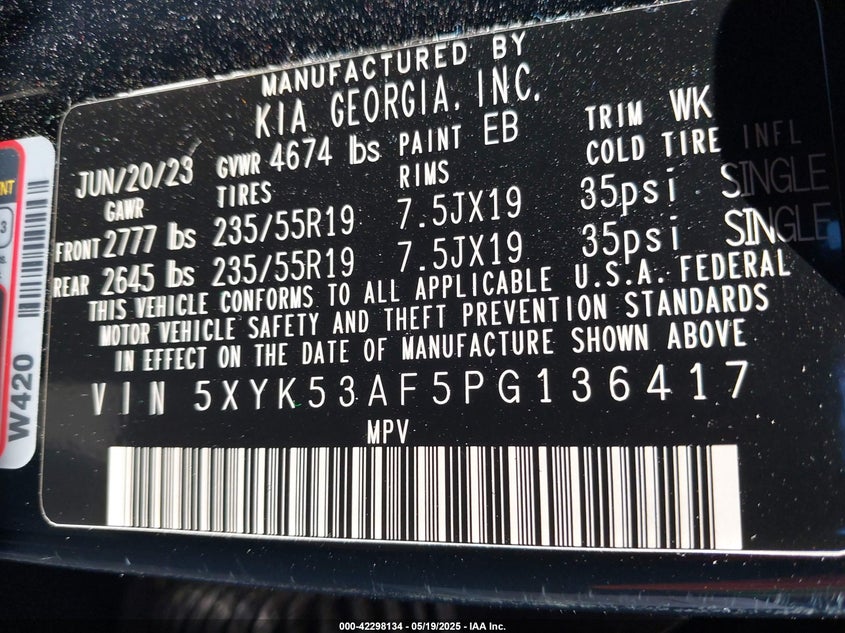 MANUFACTURED BY
KIA GEORGIA, INC.
JUN/20/23 GVWR 4674 lbs PAINT EB TRIM WK
GAWR TIRES RIMS COLD TIRE INFL
FRONT 2777 lbs 235/55R19 7.5JX19 35psi SINGLE
REAR 2645 lbs 235/55R19 7.5JX19 35psi SINGLE
THIS VEHICLE CONFORMS TO ALL APPLICABLE U.S.A. FEDERAL
MOTOR VEHICLE SAFETY AND THEFT PREVENTION STANDARDS
IN EFFECT ON THE DATE OF MANUFACTURE SHOWN ABOVE
VIN 5XYK53AF5PG136417
MPV
W420
000-42298134 - 05/19/2025 - IAA Inc.